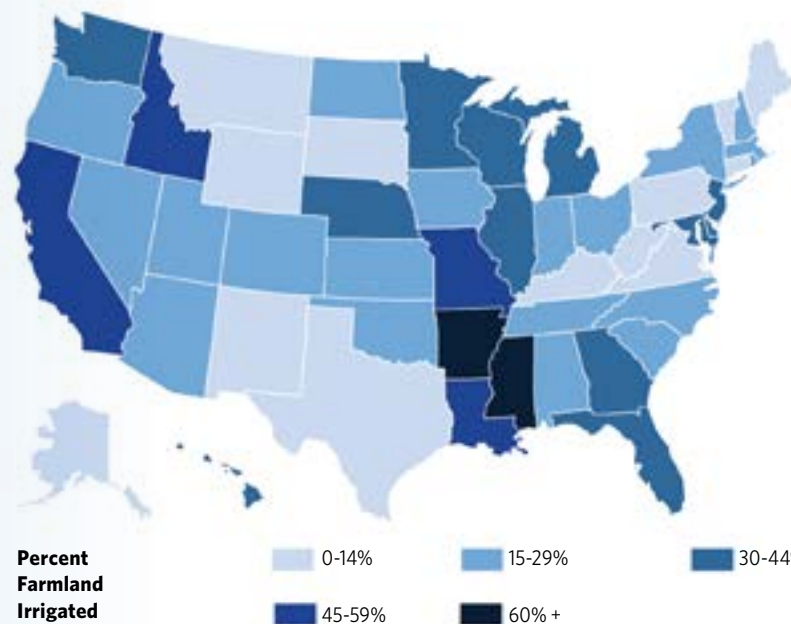 Percent
Farmland
Irrigated
0-14%
15-29%
30-44%
45-59%
60% +